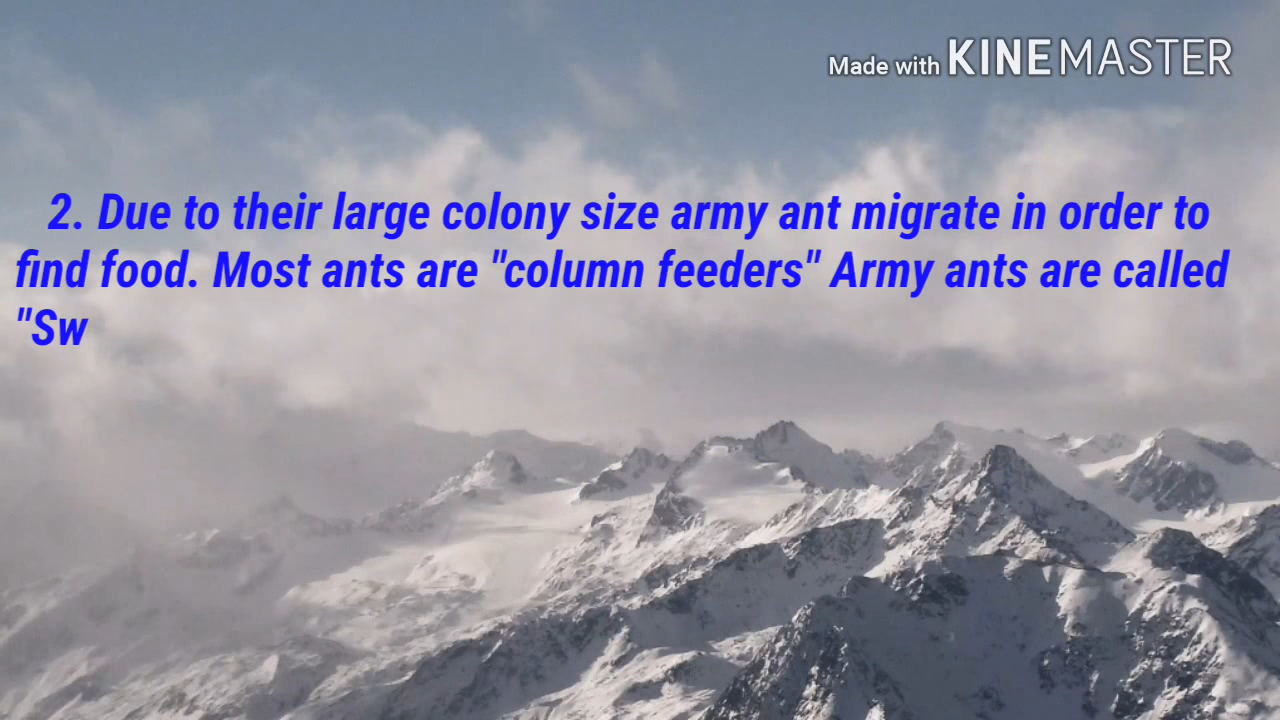 Made with KINEMASTER
2. Due to their large colony size army ant migrate in order to
find food. Most ants are "column feeders" Army ants are called
"Sw